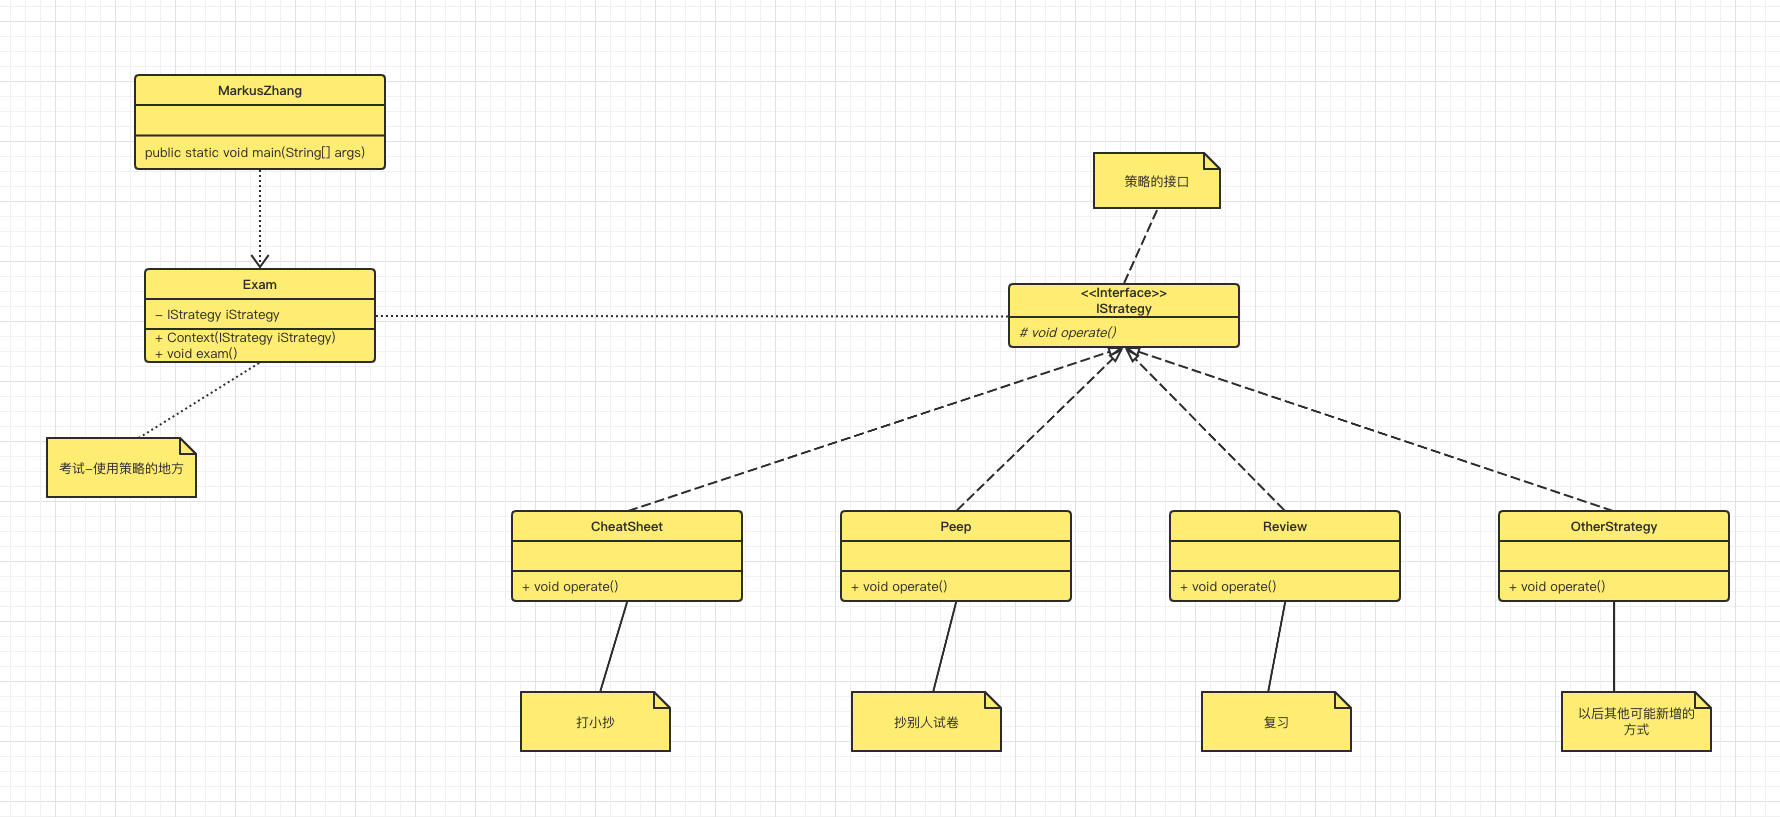 MarkusZhang
public static void main(String[] args)
策略的接口
Exam
- IStrategy iStrategy
+ Context(IStrategy iStrategy)
+ void exam()
<<Interface>>
IStrategy
# void operate()
考试-使用策略的地方
CheatSheet
+ void operate()
Peep
+ void operate()
Review
+ void operate()
OtherStrategy
+ void operate()
打小抄
抄别人试卷
复习
以后其他可能新增的
方式